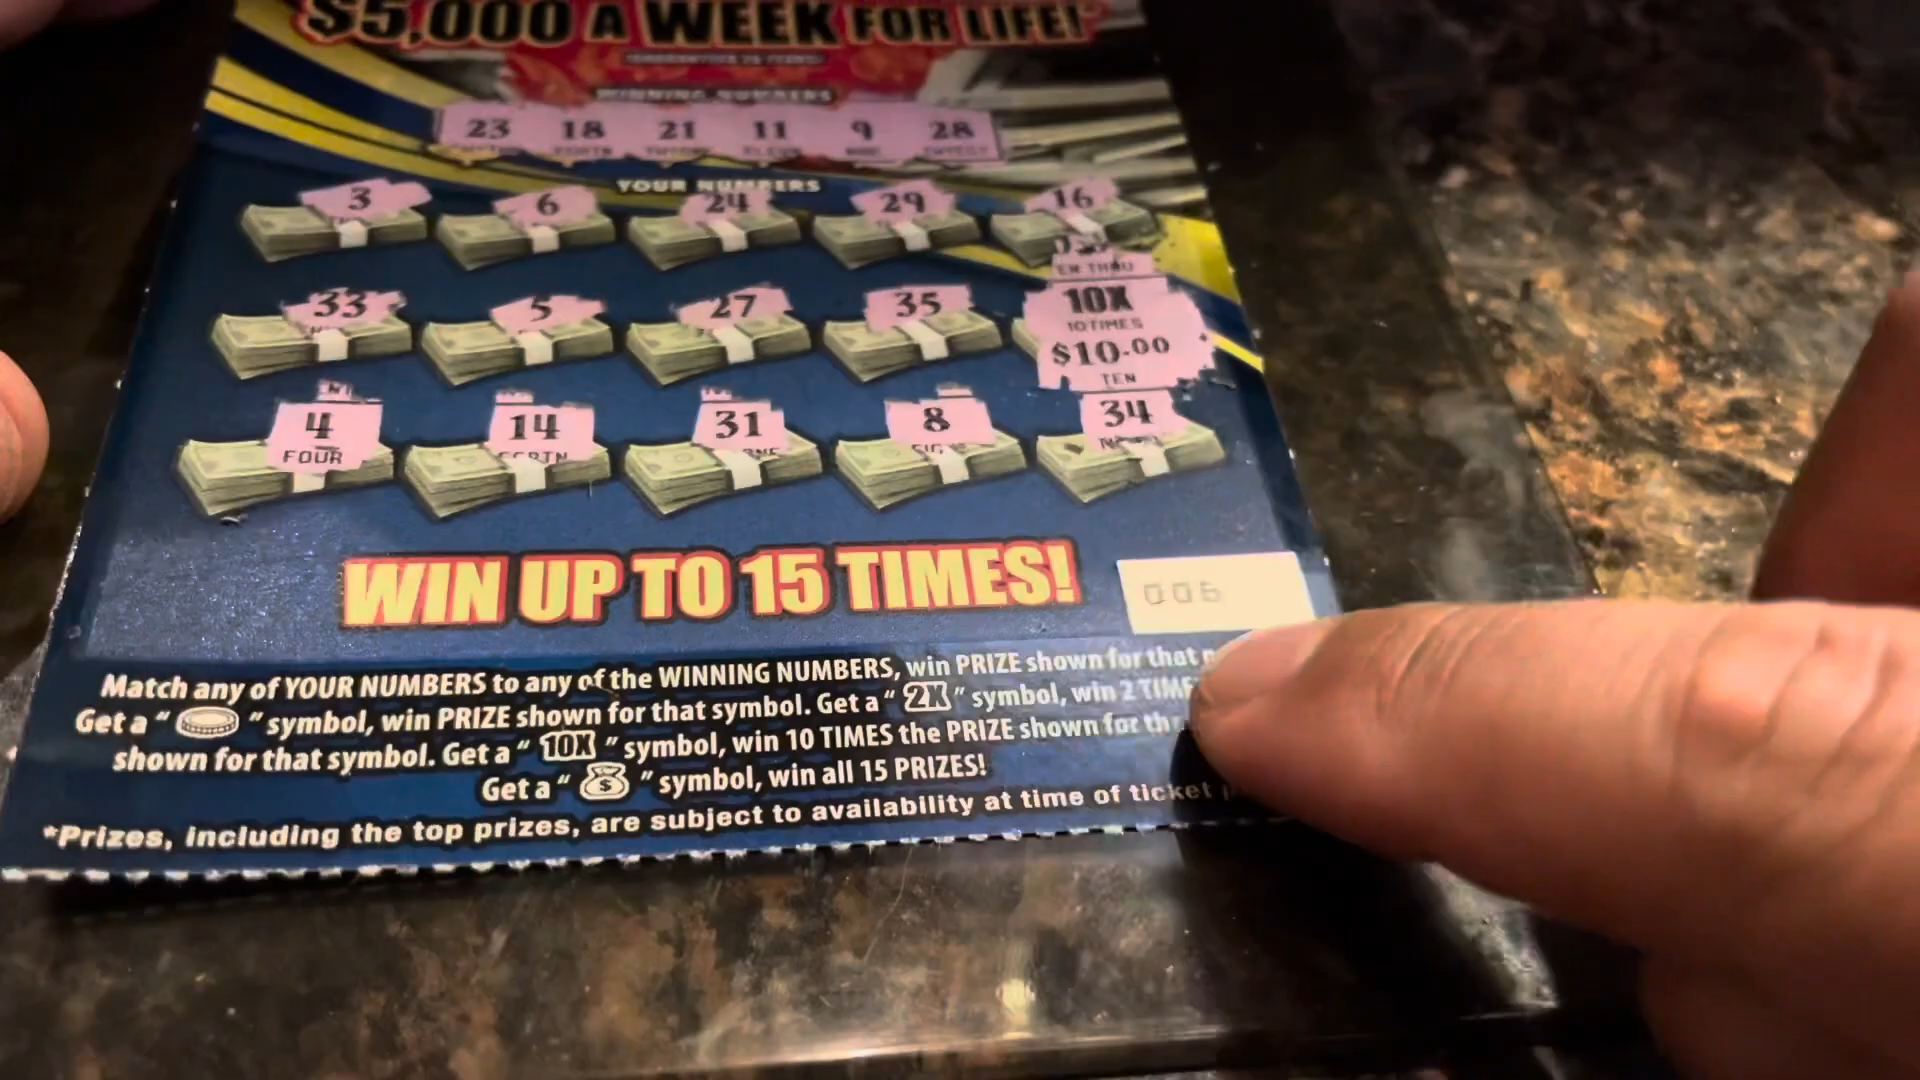 $5,000 A WEEK FOR LIFE!
WINNING NUMBERS
23 18 21 11 9 28
YOUR NUMBERS
3 6 24 29 16
33 5 27 35 10X
10TIMES
$10.00
TEN
4 14 31 8 34
FOUR
WIN UP TO 15 TIMES!
006
Match any of YOUR NUMBERS to any of the WINNING NUMBERS, win PRIZE shown for that
Get a " " symbol, win PRIZE shown for that symbol. Get a "2X" symbol, win 2
shown for that symbol. Get a "10X" symbol, win 10 TIMES the PRIZE shown for
Get a "$" symbol, win all 15 PRIZES!
*Prizes, including the top prizes, are subject to availability at time of ticket